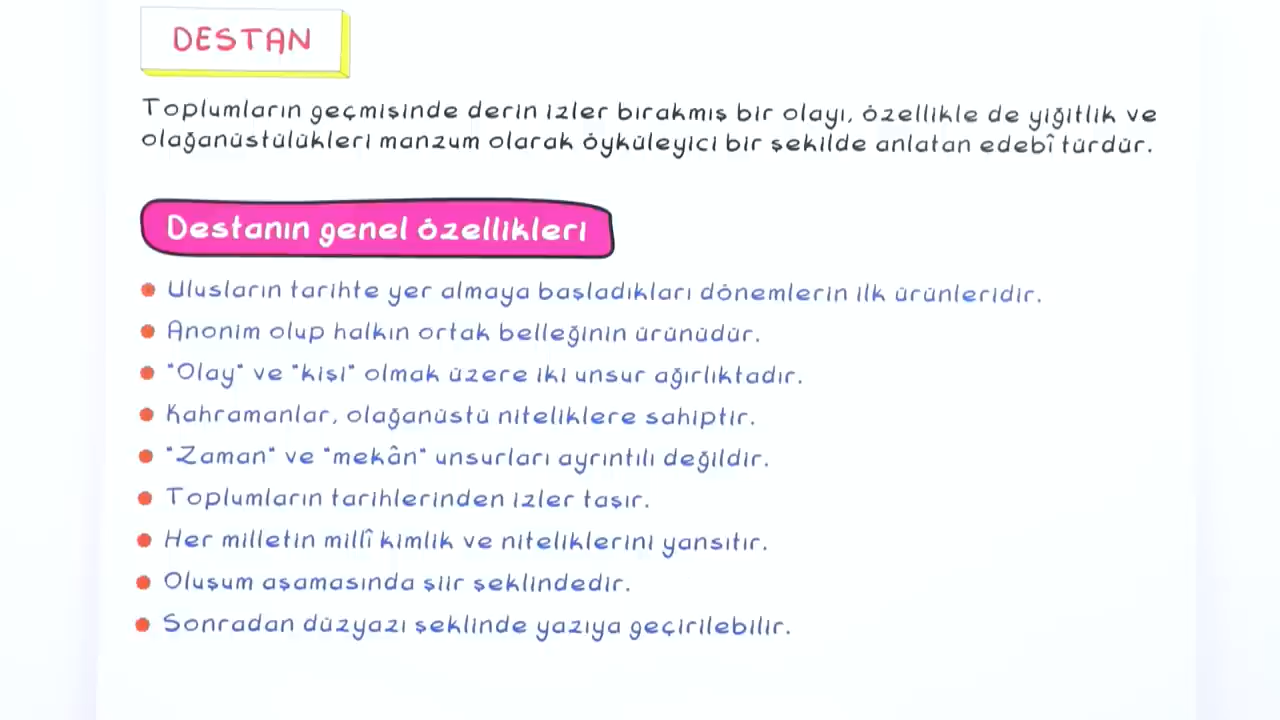 DESTAN
Toplumların geçmişinde derin izler bırakmış bir olayı, özellikle de yiğitlik ve
olağanüstülükleri manzum olarak öyküleyici bir şekilde anlatan edebî türdür.
Destanın genel özellikleri
Ulusların tarihte yer almaya başladıkları dönemlerin ilk ürünleridir.
Anonim olup halkın ortak belleğinin ürünüdür.
"Olay" ve "kişi" olmak üzere iki unsur ağırlıktadır.
Kahramanlar, olağanüstü niteliklere sahiptir.
"Zaman" ve "mekân" unsurları ayrıntılı değildir.
Toplumların tarihlerinden izler taşır.
Her milletin millî kimlik ve niteliklerini yansıtır.
Oluşum aşamasında şiir şeklindedir.
Sonradan düzyazı şeklinde yazıya geçirilebilir.